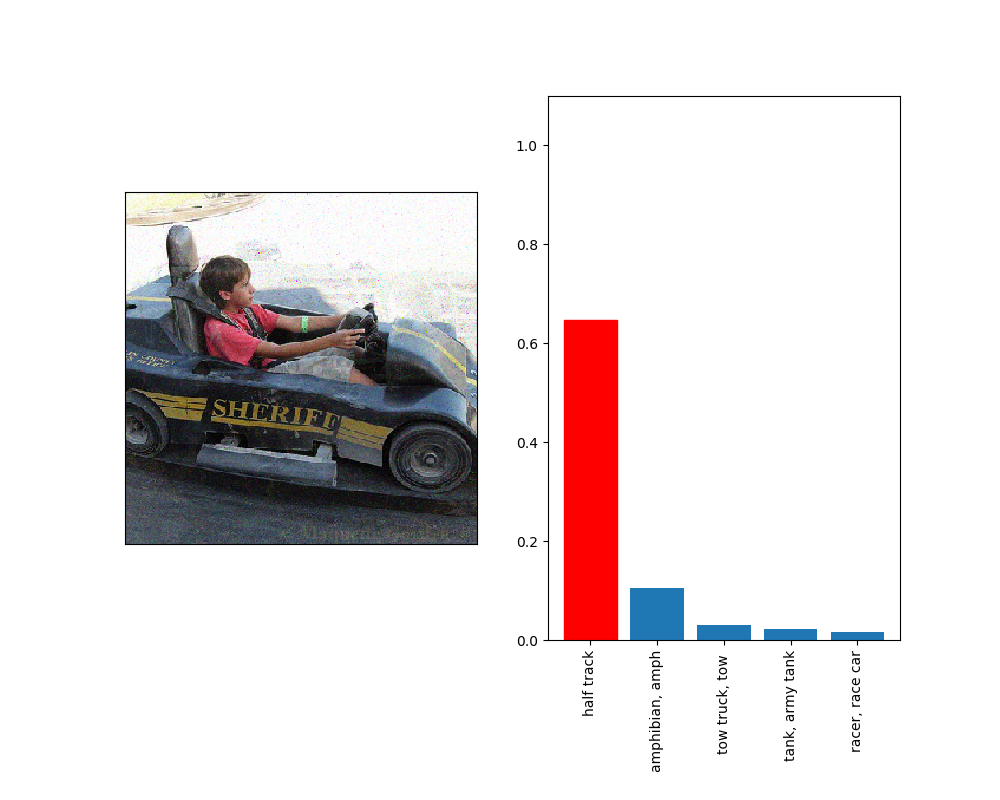 SHERIFF
1.0
0.8
0.6
0.4
0.2
0.0
half track
amphibian, amph
tow truck, tow
tank, army tank
racer, race car